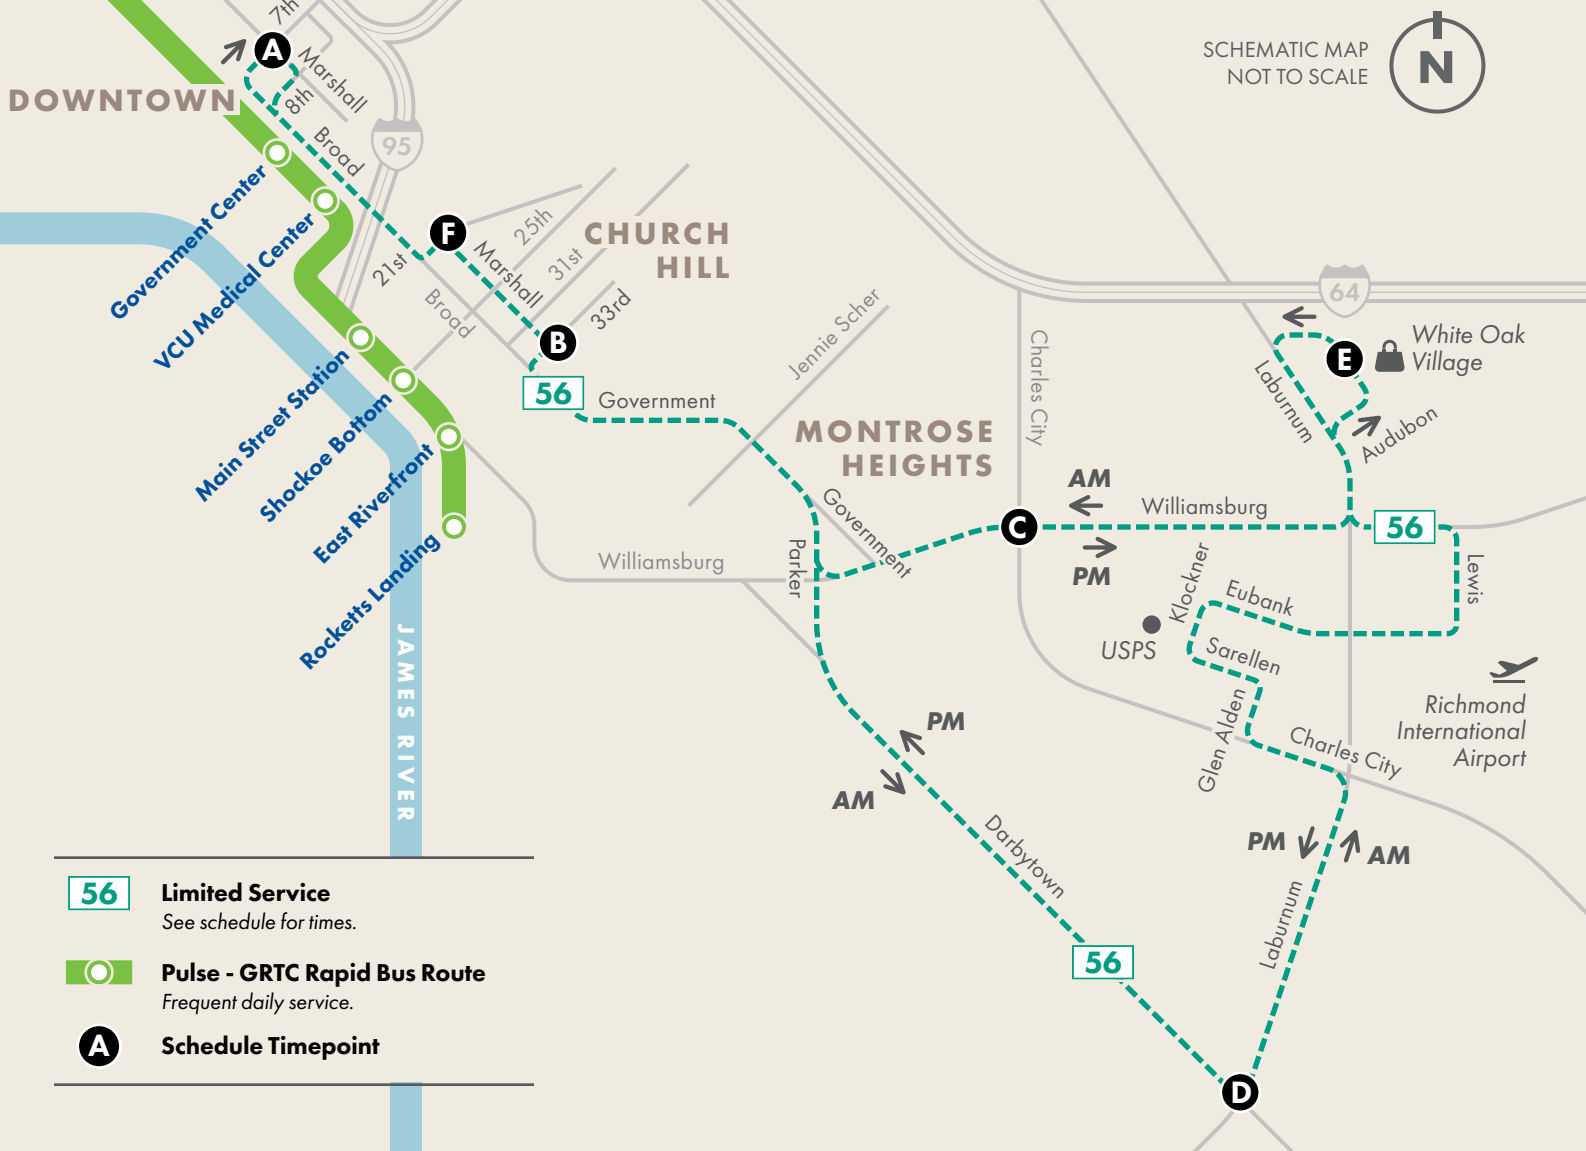 7th
A
Marshall
8th
DOWNTOWN
Broad
95
SCHEMATIC MAP
NOT TO SCALE
N
Government Center
VCU Medical Center
Main Street Station
Shockoe Bottom
East Riverfront
Rocketts Landing
JAMES RIVER
21st
F
Marshall
25th
31st
33rd
CHURCH
HILL
Broad
B
56
Government
Jennie Scher
MONTROSE
HEIGHTS
Charles City
64
E
White Oak
Village
Laburnum
Audubon
AM
Williamsburg
C
PM
56
Government
Parker
Williamsburg
Klockner
Eubank
Lewis
USPS
Sarellen
Glen Alden
Charles City
Richmond
International
Airport
PM
AM
Darbytown
PM
AM
Laburnum
56
D
56
Limited Service
See schedule for times.
Pulse - GRTC Rapid Bus Route
Frequent daily service.
A
Schedule Timepoint